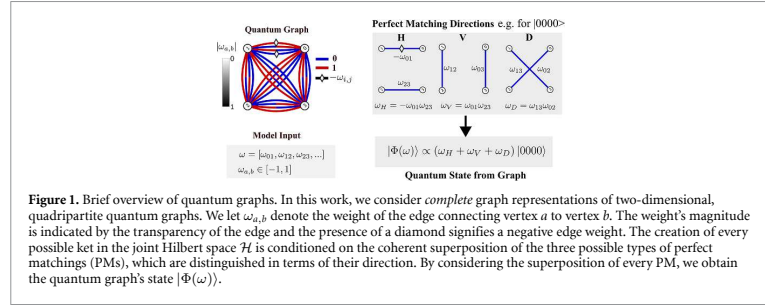 Quantum Graph
|ω_{a,b}|
0
1
0
1
−ω_{i,j}
Model Input
ω = [ω_{01}, ω_{12}, ω_{23}, ...]
ω_{a,b} ∈ [−1, 1]
Perfect Matching Directions e.g. for |0000>
H V D
−ω_{01}
ω_{23}
ω_{12} ω_{03}
ω_{13} ω_{02}
ω_H = −ω_{01}ω_{23} ω_V = ω_{01}ω_{23} ω_D = ω_{13}ω_{02}
|Φ(ω)⟩ ∝ (ω_H + ω_V + ω_D) |0000⟩
Quantum State from Graph
Figure 1. Brief overview of quantum graphs. In this work, we consider complete graph representations of two-dimensional,
quadripartite quantum graphs. We let ω_{a,b} denote the weight of the edge connecting vertex a to vertex b. The weight's magnitude
is indicated by the transparency of the edge and the presence of a diamond signifies a negative edge weight. The creation of every
possible ket in the joint Hilbert space ℋ is conditioned on the coherent superposition of the three possible types of perfect
matchings (PMs), which are distinguished in terms of their direction. By considering the superposition of every PM, we obtain
the quantum graph's state |Φ(ω)⟩.